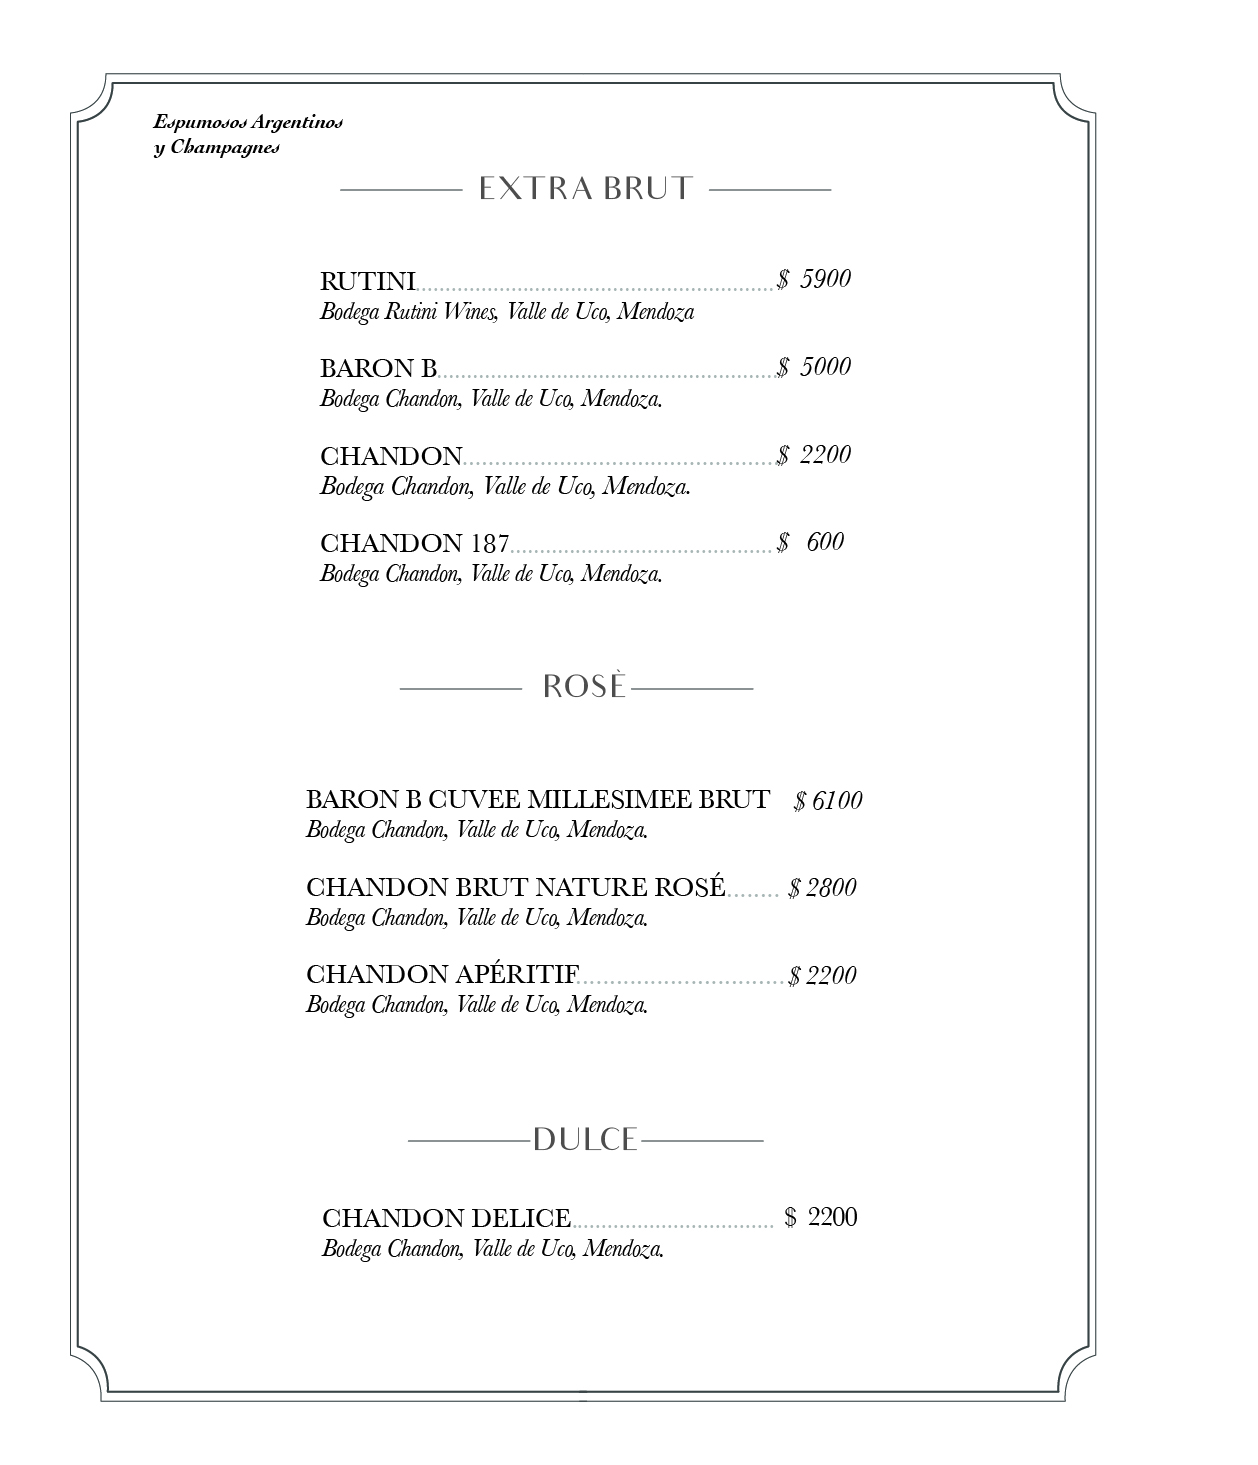 Espumosos Argentinos
y Champagnes
EXTRA BRUT
RUTINI $ 5900
Bodega Rutini Wines, Valle de Uco, Mendoza
BARON B $ 5000
Bodega Chandon, Valle de Uco, Mendoza.
CHANDON $ 2200
Bodega Chandon, Valle de Uco, Mendoza.
CHANDON 187 $ 600
Bodega Chandon, Valle de Uco, Mendoza.
ROSÈ
BARON B CUVEE MILLESIMEE BRUT $ 6100
Bodega Chandon, Valle de Uco, Mendoza.
CHANDON BRUT NATURE ROSÉ $ 2800
Bodega Chandon, Valle de Uco, Mendoza.
CHANDON APÉRITIF $ 2200
Bodega Chandon, Valle de Uco, Mendoza.
DULCE
CHANDON DELICE $ 2200
Bodega Chandon, Valle de Uco, Mendoza.